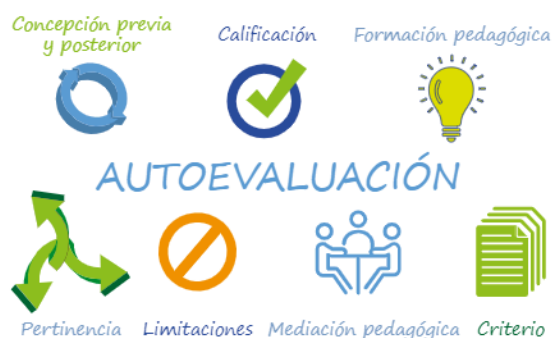 Concepción previa
y posterior
Calificación
Formación pedagógica
AUTOEVALUACIÓN
Pertinencia
Limitaciones
Mediación pedagógica
Criterio